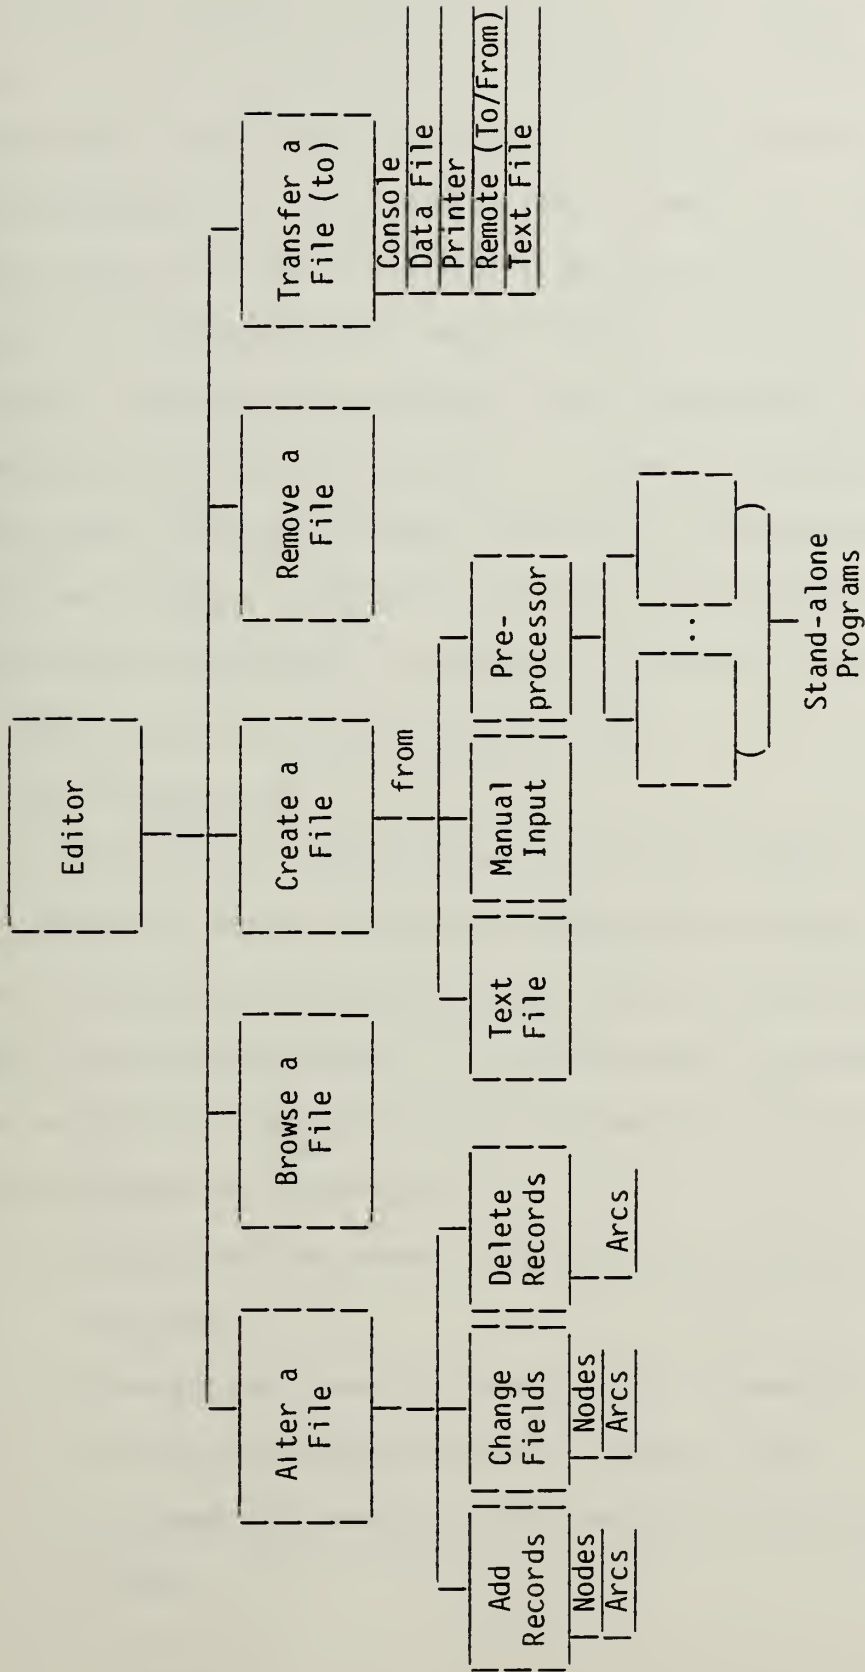 Editor
Alter a
File
Browse a
File
Create a
File
Remove a
File
Transfer a
File (to)
Console
Data File
Printer
Remote (To/From)
Text File
from
Add
Records
Nodes
Arcs
Change
Fields
Nodes
Arcs
Delete
Records
Arcs
Text
File
Manual
Input
Pre-
processor
...
Stand-alone
Programs